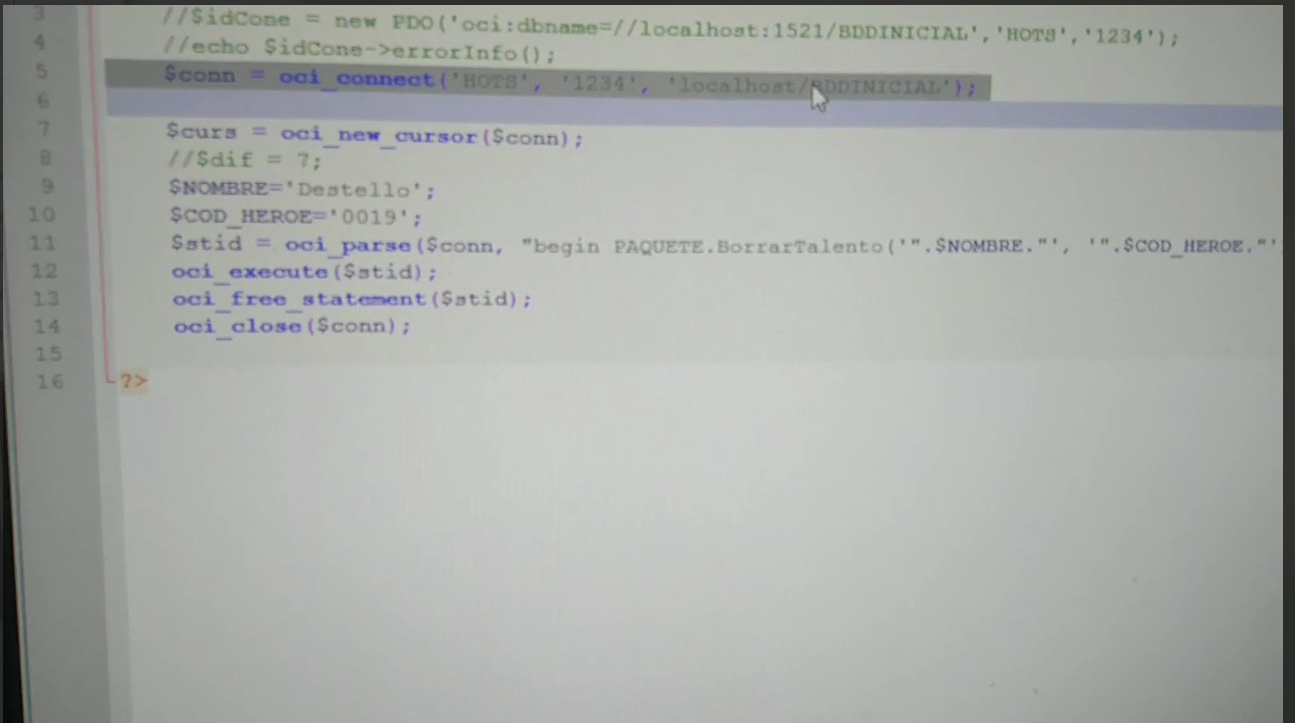 3 //$idCone = new PDO('oci:dbname=//localhost:1521/BDDINICIAL','HOTS','1234');
4 //echo $idCone->errorInfo();
5 $conn = oci_connect('HOTS', '1234', 'localhost/BDDINICIAL');
6
7 $curs = oci_new_cursor($conn);
8 //$dif = 7;
9 $NOMBRE='Destello';
10 $COD_HEROE='0019';
11 $stid = oci_parse($conn, "begin PAQUETE.BorrarTalento('".$NOMBRE."', '".$COD_HEROE."'
12 oci_execute($stid);
13 oci_free_statement($stid);
14 oci_close($conn);
15
16 ?>